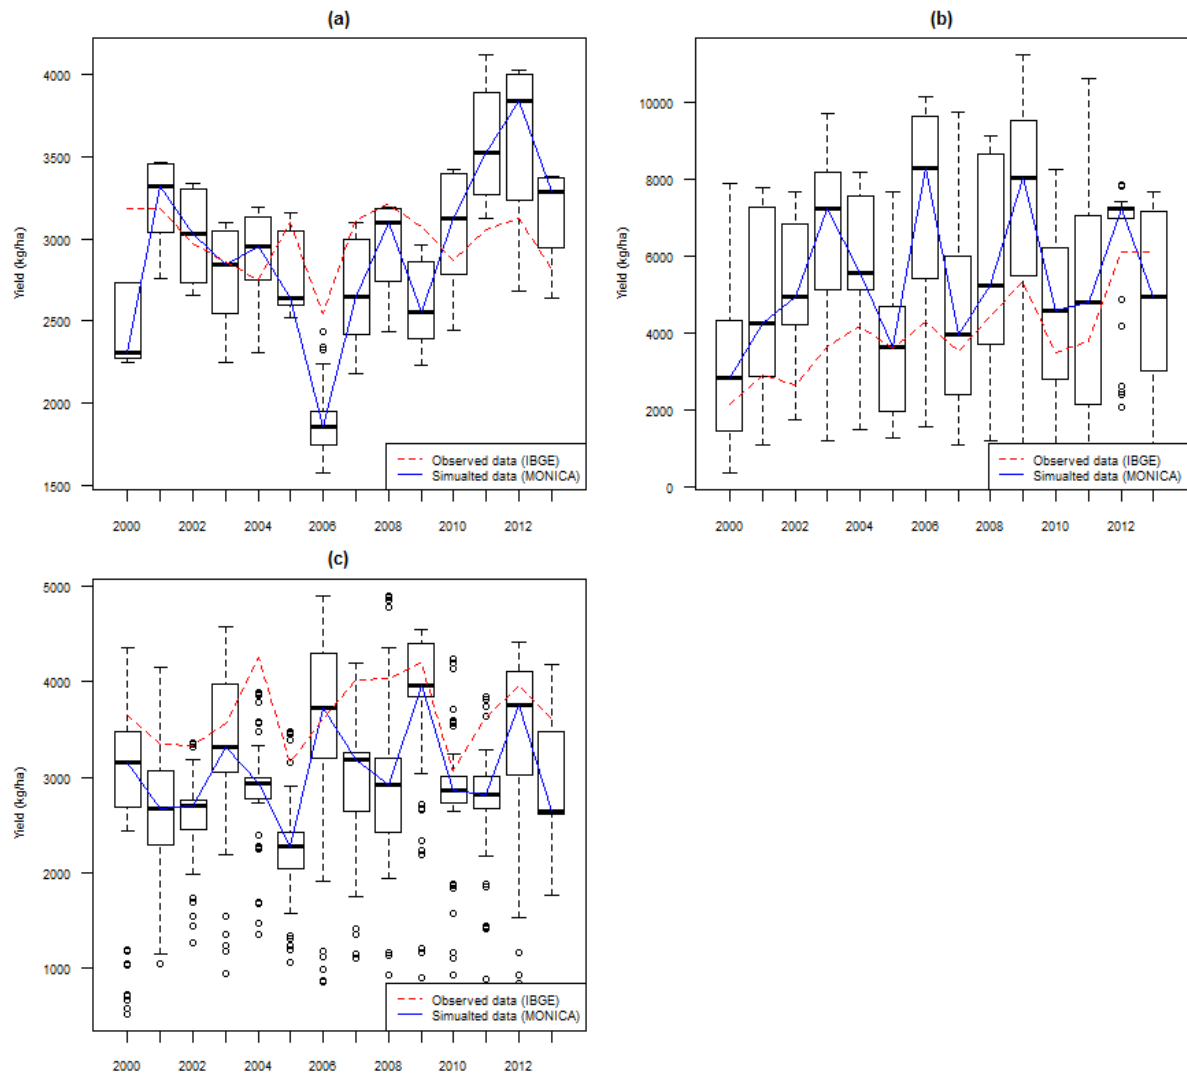 (a)
Yield (kg/ha)
4000
3500
3000
2500
2000
1500
2000 2002 2004 2006 2008 2010 2012
Observed data (IBGE)
Simualted data (MONICA)
(b)
Yield (kg/ha)
10000
8000
6000
4000
2000
0
2000 2002 2004 2006 2008 2010 2012
Observed data (IBGE)
Simualted data (MONICA)
(c)
Yield (kg/ha)
5000
4000
3000
2000
1000
2000 2002 2004 2006 2008 2010 2012
Observed data (IBGE)
Simualted data (MONICA)